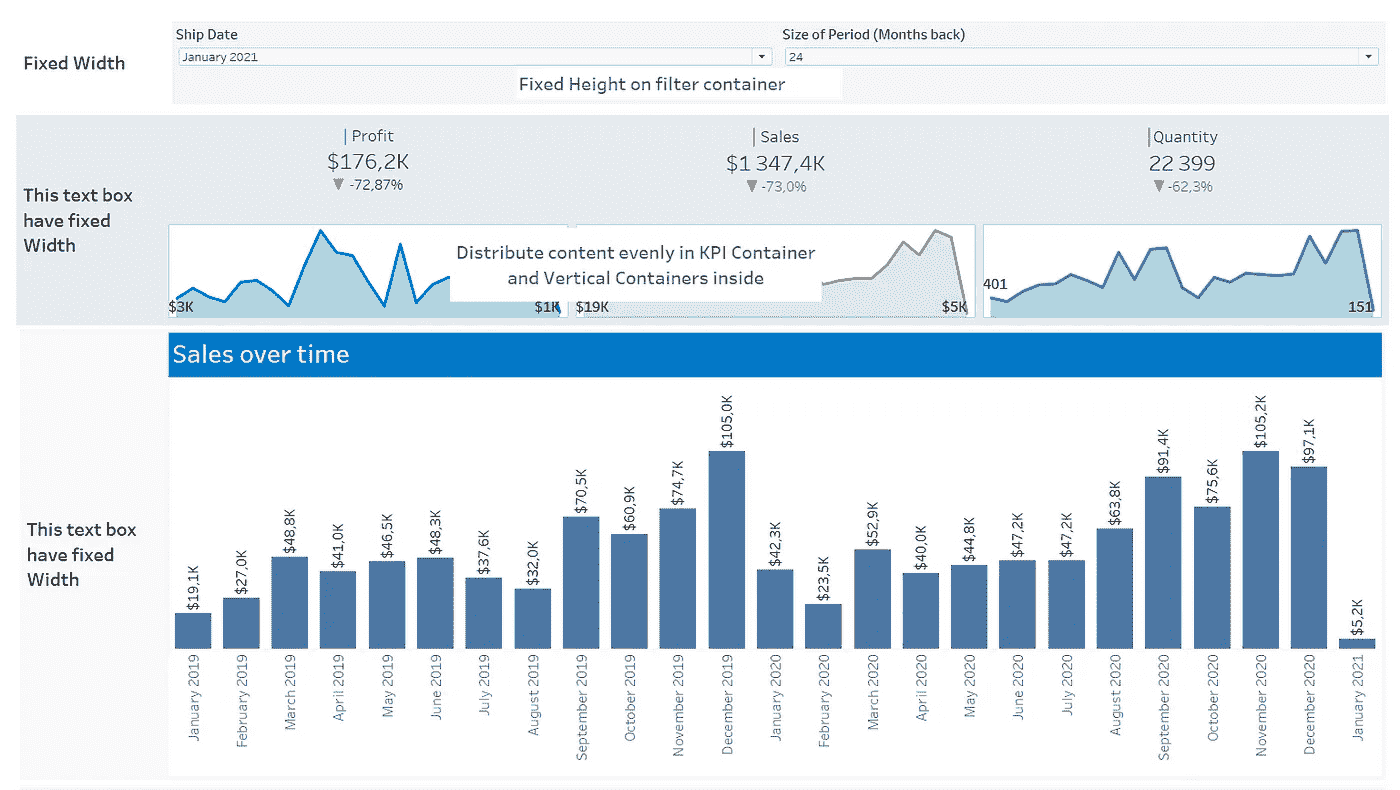 Ship Date
Size of Period (Months back)
Fixed Width
January 2021
24
Fixed Height on filter container
Profit
Sales
Quantity
$176,2K
$1 347,4K
22 399
▼ -72,87%
▼ -73,0%
▼ -62,3%
This text box
have fixed
Width
Distribute content evenly in KPI Container
and Vertical Containers inside
$3K
$1K
$19K
$5K
401
151
Sales over time
This text box
have fixed
Width
$19,1K
$27,0K
$48,8K
$41,0K
$46,5K
$48,3K
$37,6K
$32,0K
$70,5K
$60,9K
$74,7K
$105,0K
$42,3K
$23,5K
$52,9K
$40,0K
$44,8K
$47,2K
$47,2K
$63,8K
$91,4K
$75,6K
$105,2K
$97,1K
$5,2K
January 2019
February 2019
March 2019
April 2019
May 2019
June 2019
July 2019
August 2019
September 2019
October 2019
November 2019
December 2019
January 2020
February 2020
March 2020
April 2020
May 2020
June 2020
July 2020
August 2020
September 2020
October 2020
November 2020
December 2020
January 2021